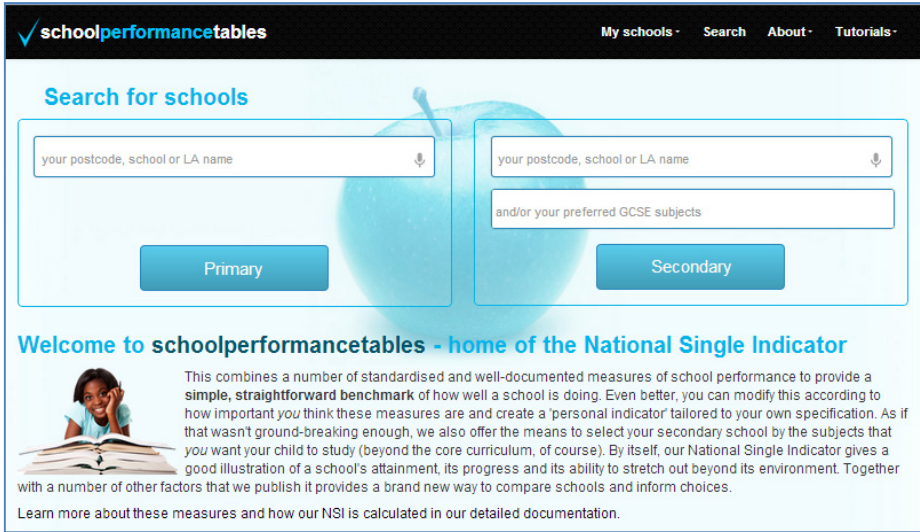 schoolperformancetables
My schools
Search
About
Tutorials
Search for schools
your postcode, school or LA name
Primary
your postcode, school or LA name
and/or your preferred GCSE subjects
Secondary
Welcome to schoolperformancetables - home of the National Single Indicator
This combines a number of standardised and well-documented measures of school performance to provide a
simple, straightforward benchmark of how well a school is doing. Even better, you can modify this according to
how important you think these measures are and create a 'personal indicator' tailored to your own specification. As if
that wasn't ground-breaking enough, we also offer the means to select your secondary school by the subjects that
you want your child to study (beyond the core curriculum, of course). By itself, our National Single Indicator gives a
good illustration of a school's attainment, its progress and its ability to stretch out beyond its environment. Together
with a number of other factors that we publish it provides a brand new way to compare schools and inform choices.
Learn more about these measures and how our NSI is calculated in our detailed documentation.